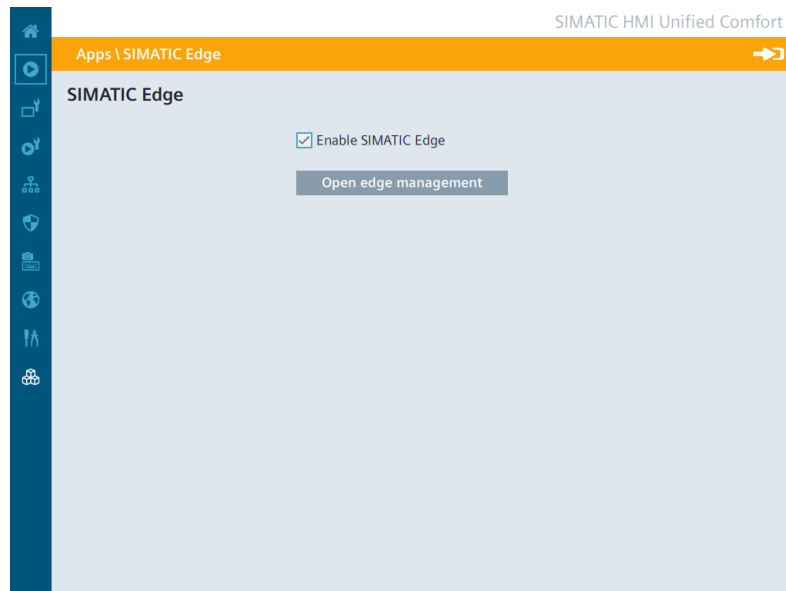 SIMATIC HMI Unified Comfort
Apps \ SIMATIC Edge
SIMATIC Edge
Enable SIMATIC Edge
Open edge management